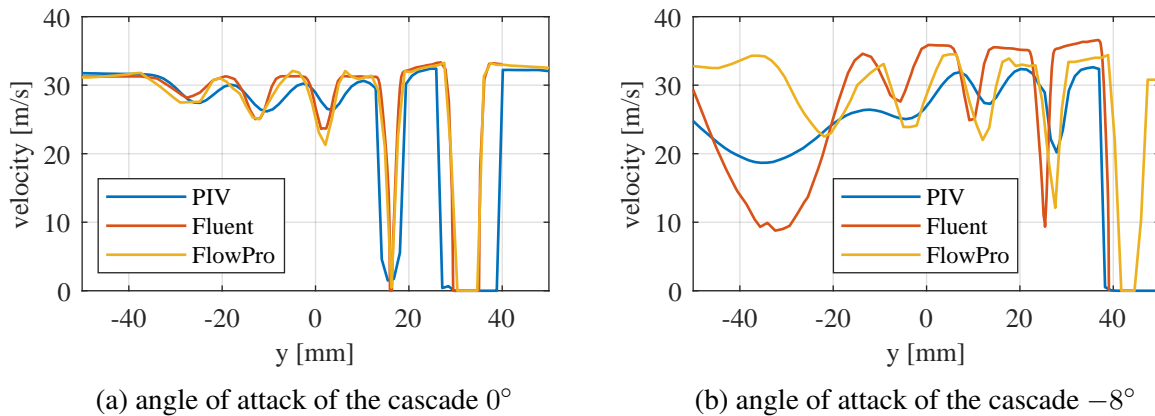 40
30
20
10
0
velocity [m/s]
PIV
Fluent
FlowPro
-40
-20
0
20
40
y [mm]
(a) angle of attack of the cascade 0°
40
30
20
10
0
velocity [m/s]
PIV
Fluent
FlowPro
-40
-20
0
20
40
y [mm]
(b) angle of attack of the cascade −8°